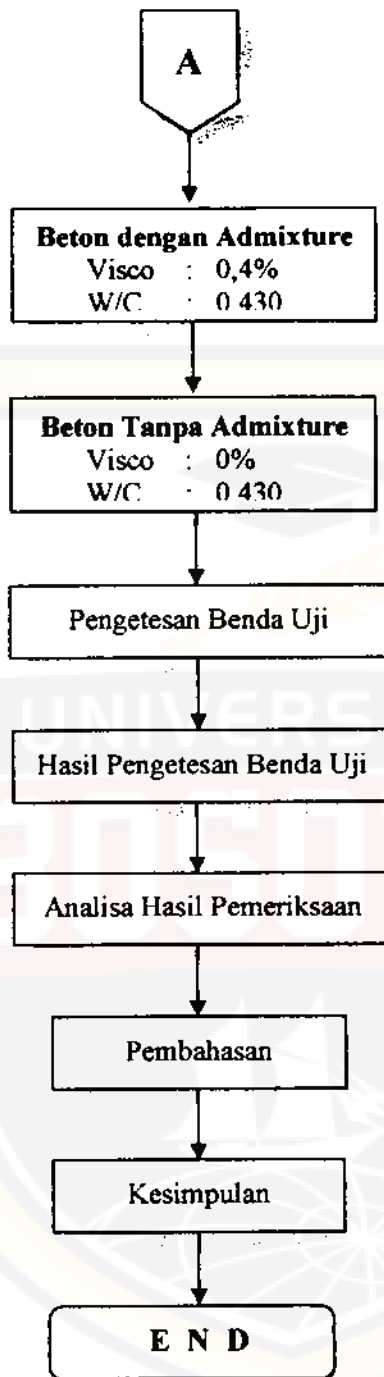 A
Beton dengan Admixture
Visco : 0,4%
W/C : 0.430
Beton Tanpa Admixture
Visco : 0%
W/C : 0.430
Pengetesan Benda Uji
UNIVERS
Hasil Pengetesan Benda Uji
Analisa Hasil Pemeriksaan
Pembahasan
Kesimpulan
E N D